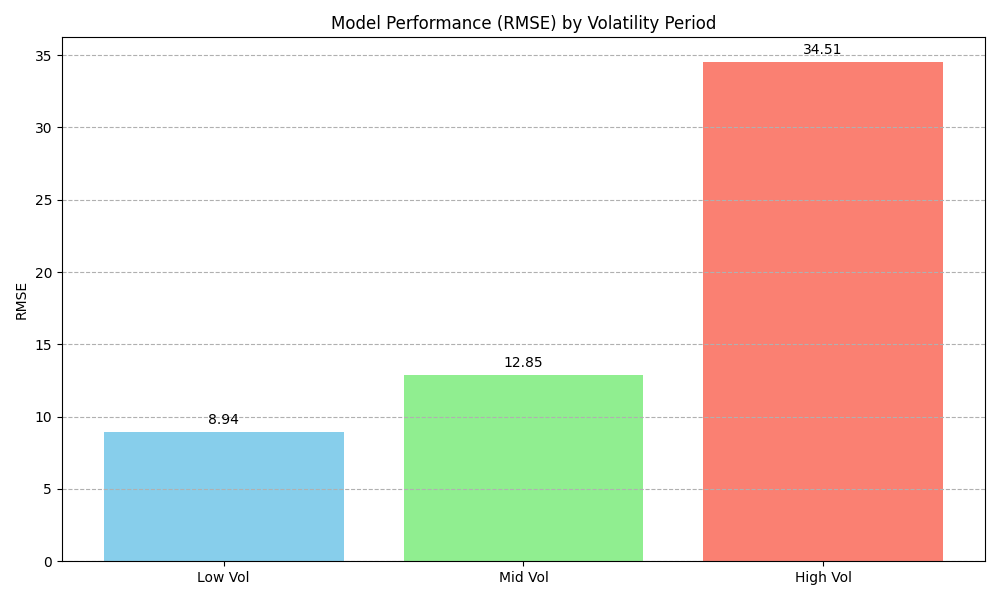 Model Performance (RMSE) by Volatility Period
35
30
25
20
15
10
5
0
RMSE
34.51
12.85
8.94
Low Vol
Mid Vol
High Vol